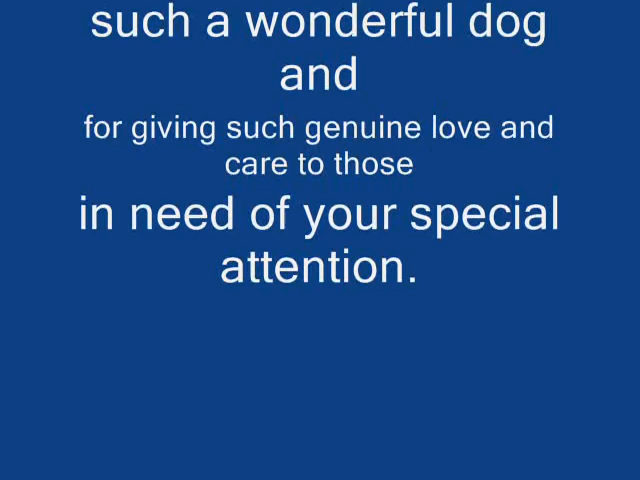 such a wonderful dog
and
for giving such genuine love and
care to those
in need of your special
attention.